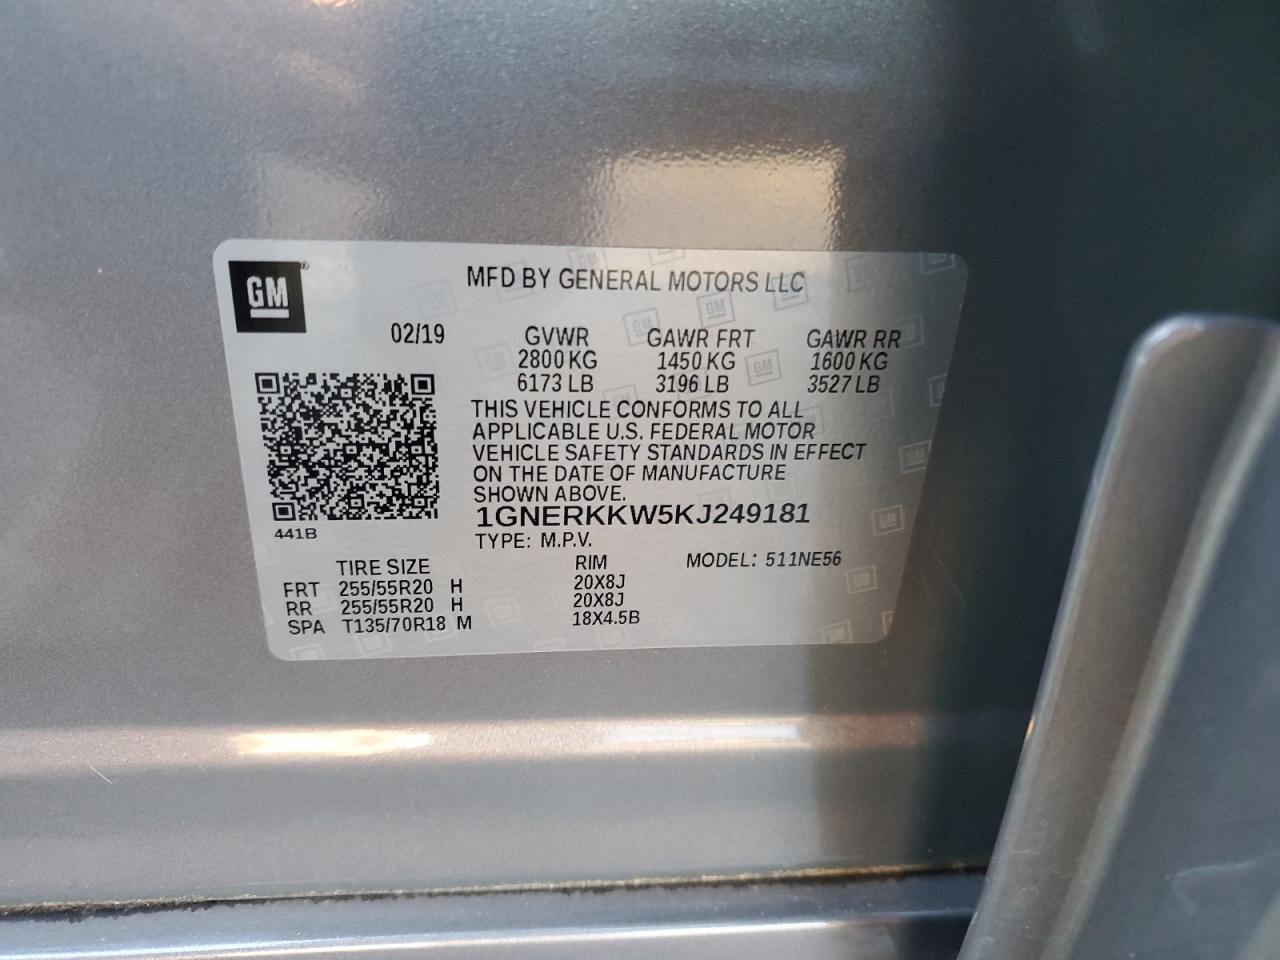 GM
MFD BY GENERAL MOTORS LLC
02/19 GVWR GAWR FRT GAWR RR
2800 KG 1450 KG 1600 KG
6173 LB 3196 LB 3527 LB
THIS VEHICLE CONFORMS TO ALL
APPLICABLE U.S. FEDERAL MOTOR
VEHICLE SAFETY STANDARDS IN EFFECT
ON THE DATE OF MANUFACTURE
SHOWN ABOVE.
1GNERKKW5KJ249181
441B
TYPE: M.P.V.
TIRE SIZE RIM MODEL: 511NE56
FRT 255/55R20 H 20X8J
RR 255/55R20 H 20X8J
SPA T135/70R18 M 18X4.5B